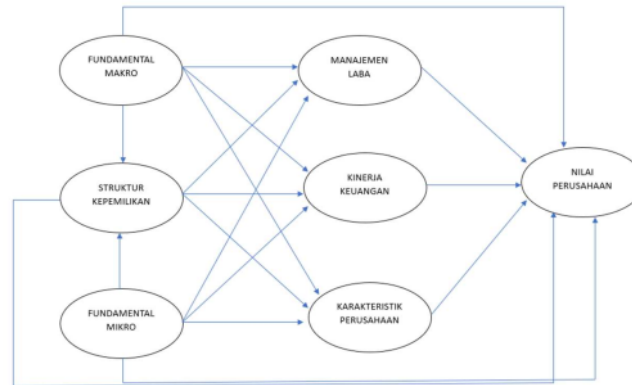 FUNDAMENTAL
MAKRO
MANAJEMEN
LABA
STRUKTUR
KEPEMILIKAN
KINERJA
KEUANGAN
NILAI
PERUSAHAAN
FUNDAMENTAL
MIKRO
KARAKTERISTIK
PERUSAHAAN